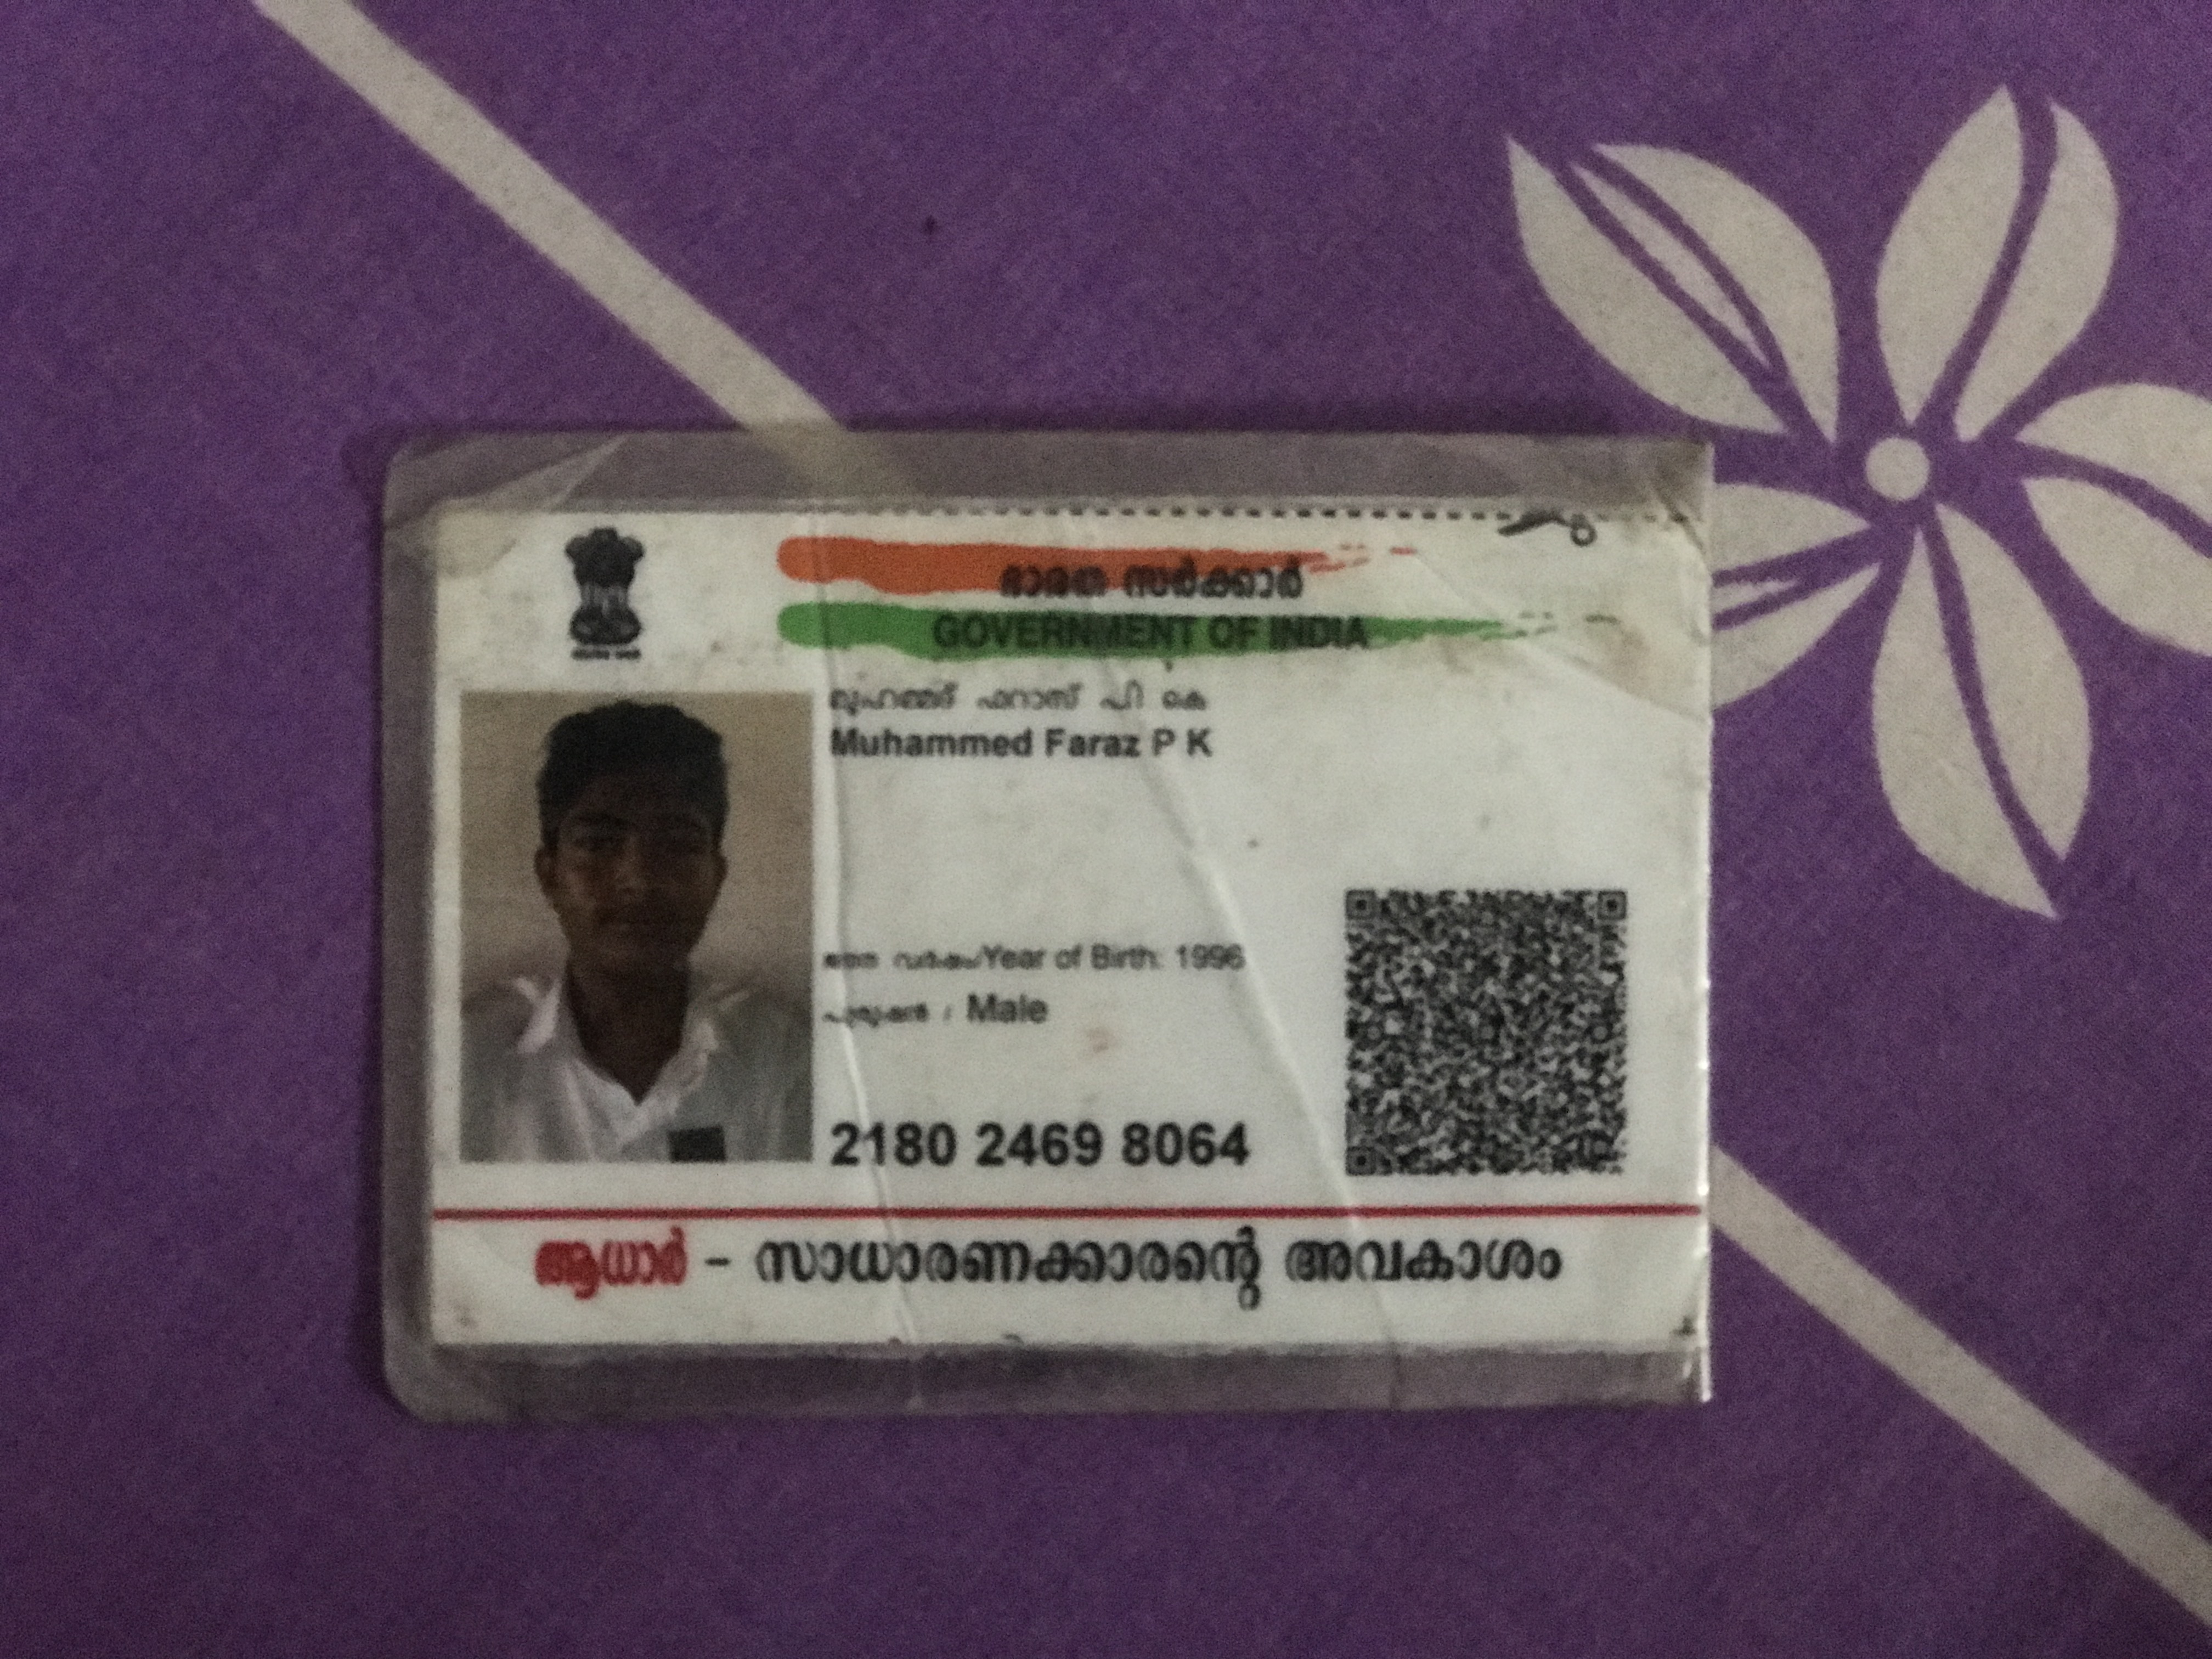 ഭാരത സർക്കാർ
GOVERNMENT OF INDIA
മുഹമ്മദ് ഫറാസ് പി കെ
Muhammed Faraz P K
ജനന വർഷം/Year of Birth: 1996
പുരുഷൻ / Male
2180 2469 8064
ആധാർ - സാധാരണക്കാരന്റെ അവകാശം